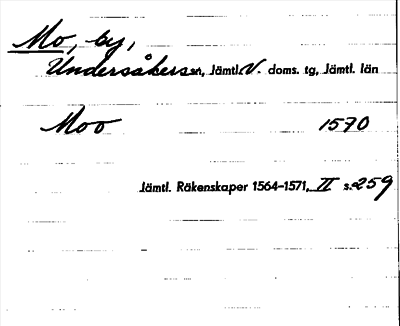 Mo, by,
Undersåkers sn, Jämtl. V. doms. tg, Jämtl. län
Moo 1570
Jämtl. Räkenskaper 1564-1571, II s. 259